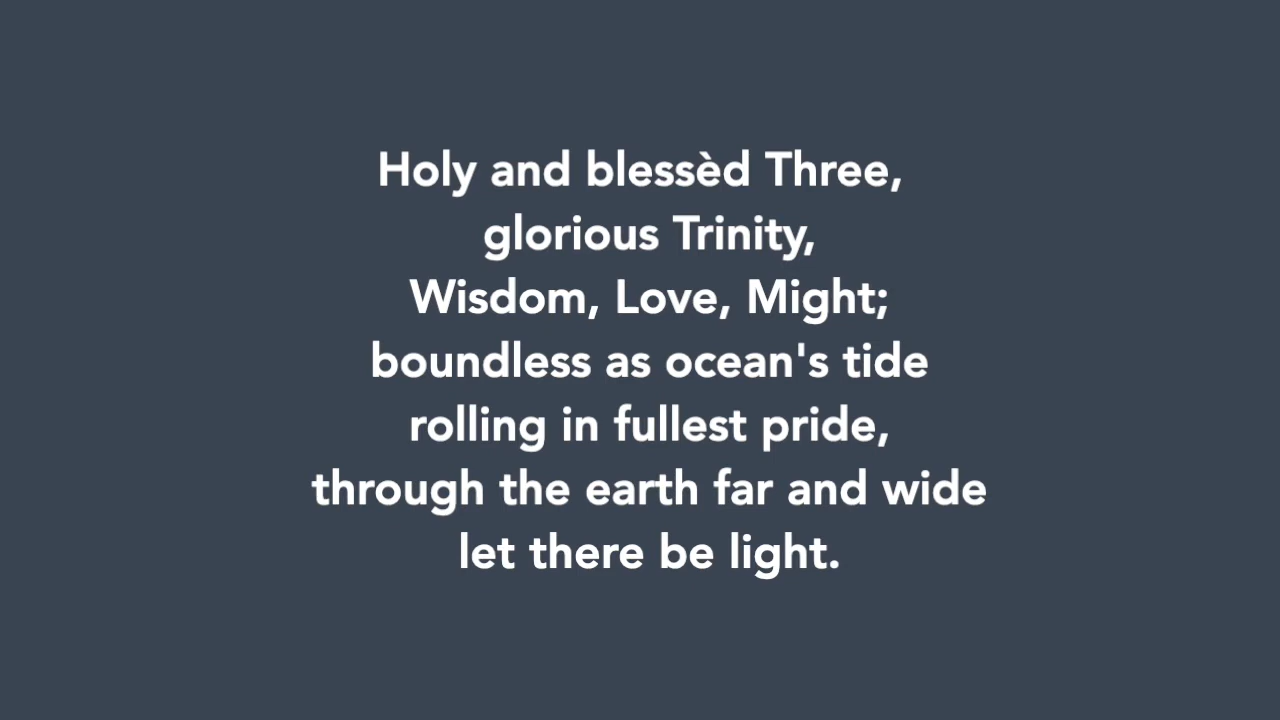 Holy and blessèd Three,
glorious Trinity,
Wisdom, Love, Might;
boundless as ocean's tide
rolling in fullest pride,
through the earth far and wide
let there be light.